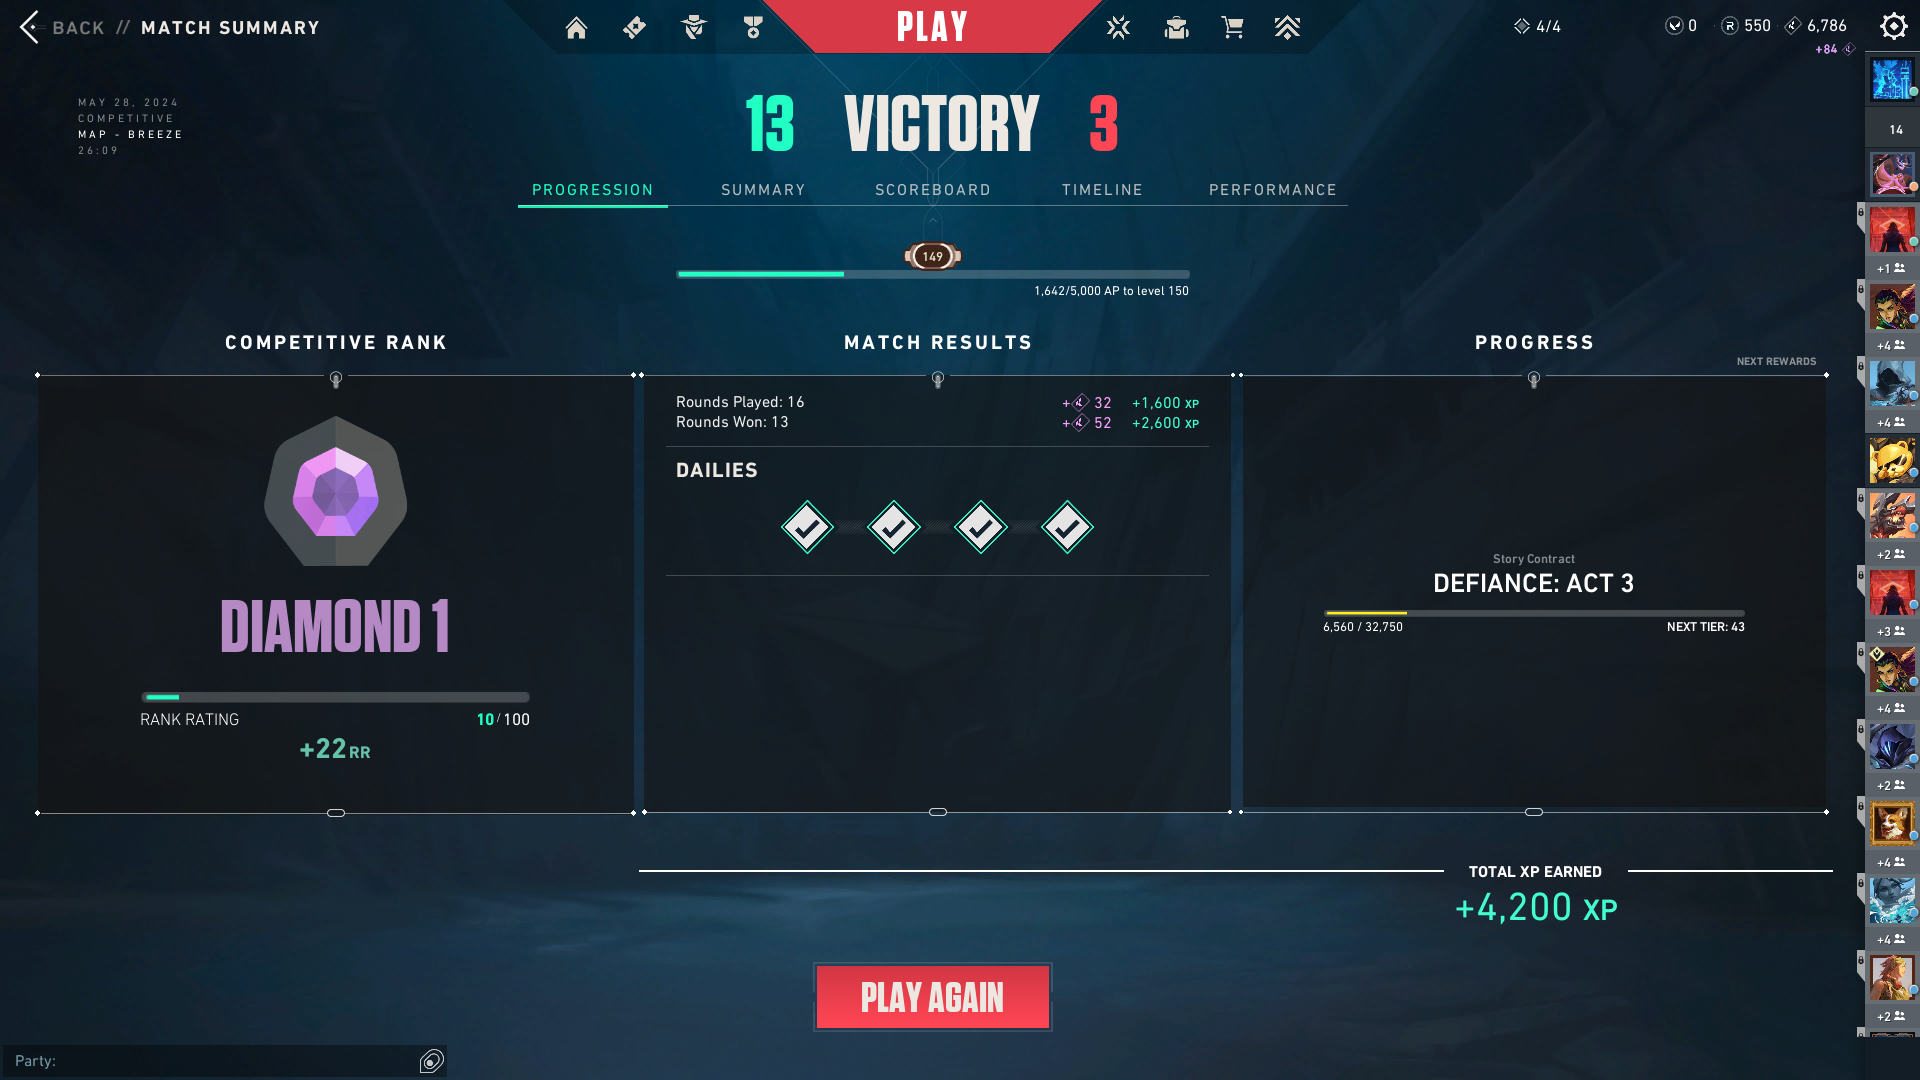 BACK // MATCH SUMMARY
PLAY
4/4
0
550
6,786
+84
MAY 28, 2024
COMPETITIVE
MAP - BREEZE
26:09
13 VICTORY 3
PROGRESSION SUMMARY SCOREBOARD TIMELINE PERFORMANCE
149
1,642/5,000 AP to level 150
COMPETITIVE RANK
DIAMOND 1
RANK RATING 10/100
+22 RR
MATCH RESULTS
Rounds Played: 16 + 32 +1,600 XP
Rounds Won: 13 + 52 +2,600 XP
DAILIES
PROGRESS
NEXT REWARDS
Story Contract
DEFIANCE: ACT 3
6,560 / 32,750 NEXT TIER: 43
TOTAL XP EARNED
+4,200 XP
PLAY AGAIN
Party:
14
+1
+4
+4
+2
+3
+4
+2
+4
+4
+2